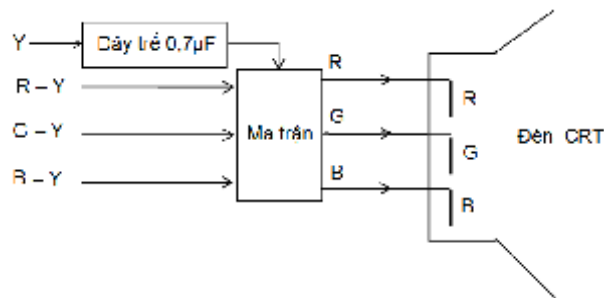 Y Dây trễ 0,7µF
R – Y
G – Y
B – Y
Ma trận
R
G
B
R
G
B
Đèn CRT